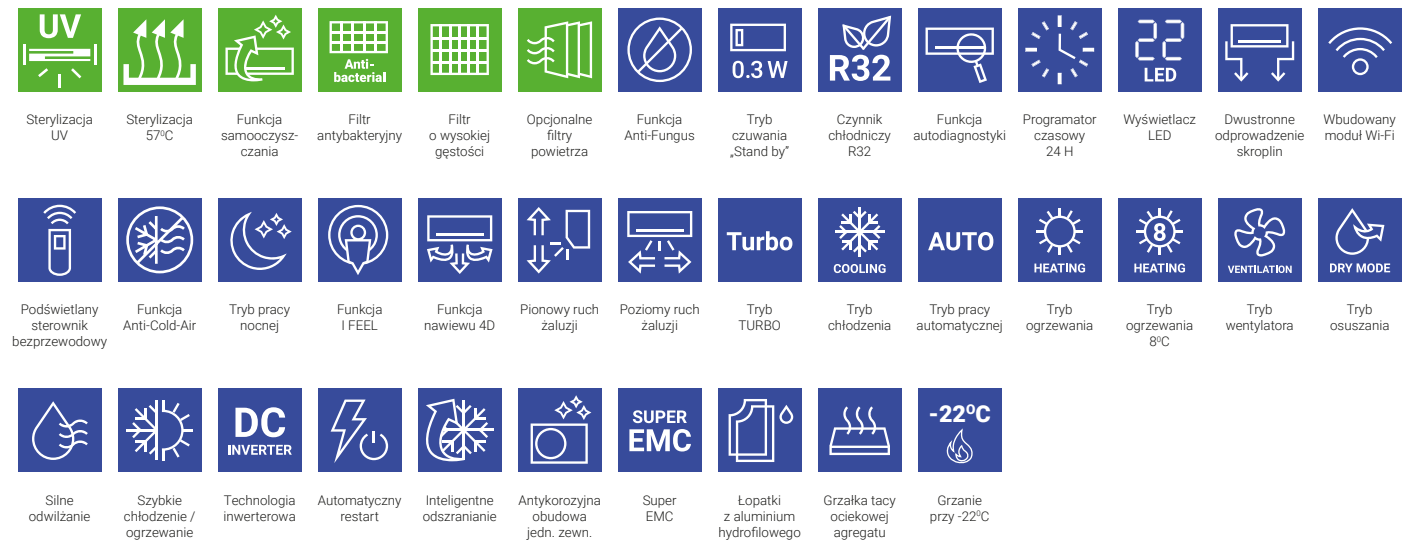 UV
Anti-
bacterial
0.3 W
R32
22
LED
Sterylizacja
UV
Sterylizacja
57⁰C
Funkcja
samooczysz-
czania
Filtr
antybakteryjny
Filtr
o wysokiej
gęstości
Opcjonalne
filtry
powietrza
Funkcja
Anti-Fungus
Tryb
czuwania
„Stand by”
Czynnik
chłodniczy
R32
Funkcja
autodiagnostyki
Programator
czasowy
24 H
Wyświetlacz
LED
Dwustronne
odprowadzenie
skroplin
Wbudowany
moduł Wi-Fi
Turbo
COOLING
AUTO
HEATING
8
HEATING
VENTILATION
DRY MODE
Podświetlany
sterownik
bezprzewodowy
Funkcja
Anti-Cold-Air
Tryb pracy
nocnej
Funkcja
I FEEL
Funkcja
nawiewu 4D
Pionowy ruch
żaluzji
Poziomy ruch
żaluzji
Tryb
TURBO
Tryb
chłodzenia
Tryb pracy
automatycznej
Tryb
ogrzewania
Tryb
ogrzewania
8⁰C
Tryb
wentylatora
Tryb
osuszania
DC
INVERTER
SUPER
EMC
-22⁰C
Silne
odwilżanie
Szybkie
chłodzenie /
ogrzewanie
Technologia
inwerterowa
Automatyczny
restart
Inteligentne
odszranianie
Antykorozyjna
obudowa
jedn. zewn.
Super
EMC
Łopatki
z aluminium
hydrofilowego
Grzałka tacy
ociekowej
agregatu
Grzanie
przy -22⁰C